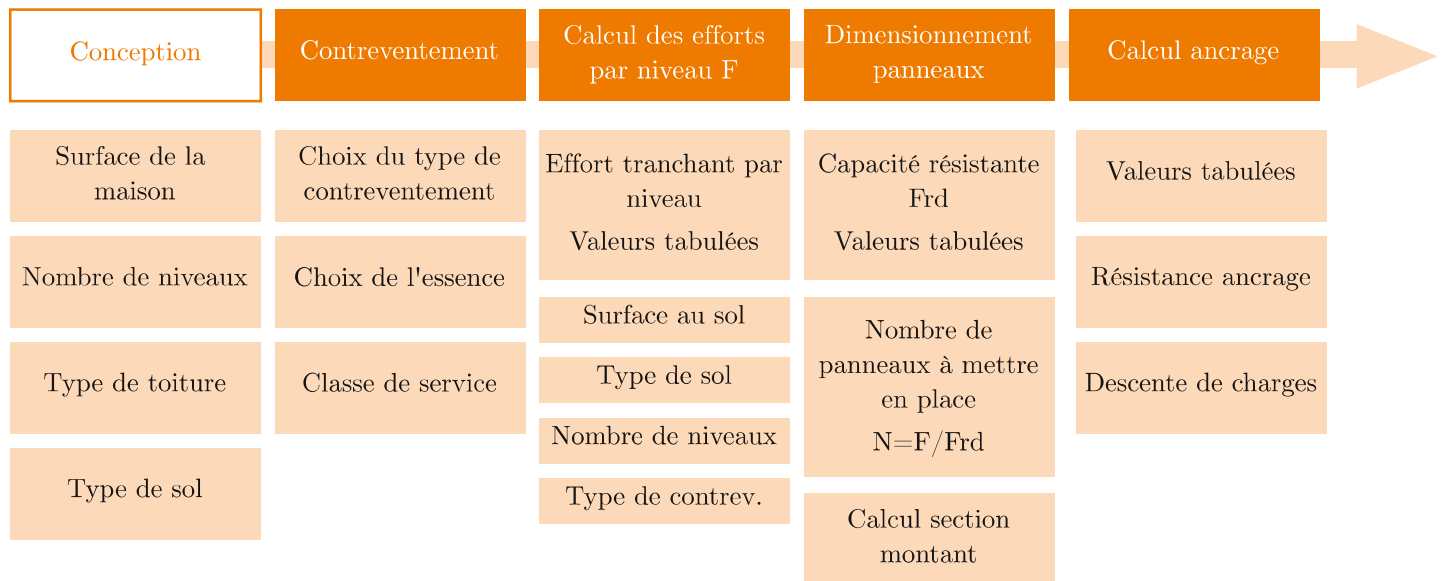 Conception
Contreventement
Calcul des efforts
par niveau F
Dimensionnement
panneaux
Calcul ancrage
Surface de la
maison
Nombre de niveaux
Type de toiture
Type de sol
Choix du type de
contreventement
Choix de l'essence
Classe de service
Effort tranchant par
niveau
Valeurs tabulées
Surface au sol
Type de sol
Nombre de niveaux
Type de contrev.
Capacité résistante
Frd
Valeurs tabulées
Nombre de
panneaux à mettre
en place
N=F/Frd
Calcul section
montant
Valeurs tabulées
Résistance ancrage
Descente de charges